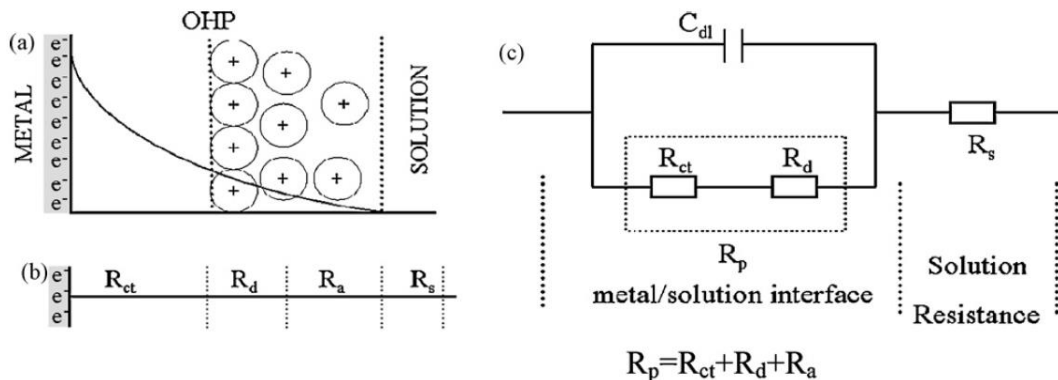 (a)
OHP
METAL
e-
e-
e-
e-
e-
e-
e-
e-
+
+
+
+
+
+
+
+
SOLUTION
(b)
e-
e-
e-
Rct
Rd
Ra
Rs
(c)
Cdl
Rct
Rd
Rs
Rp
metal/solution interface
Solution
Resistance
Rp=Rct+Rd+Ra